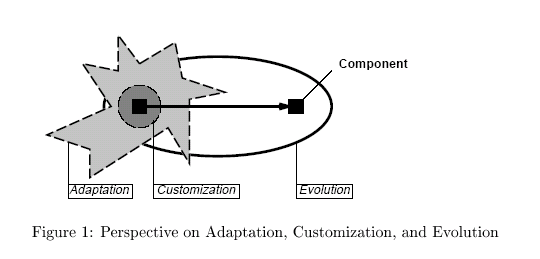 Component
Adaptation
Customization
Evolution
Figure 1: Perspective on Adaptation, Customization, and Evolution